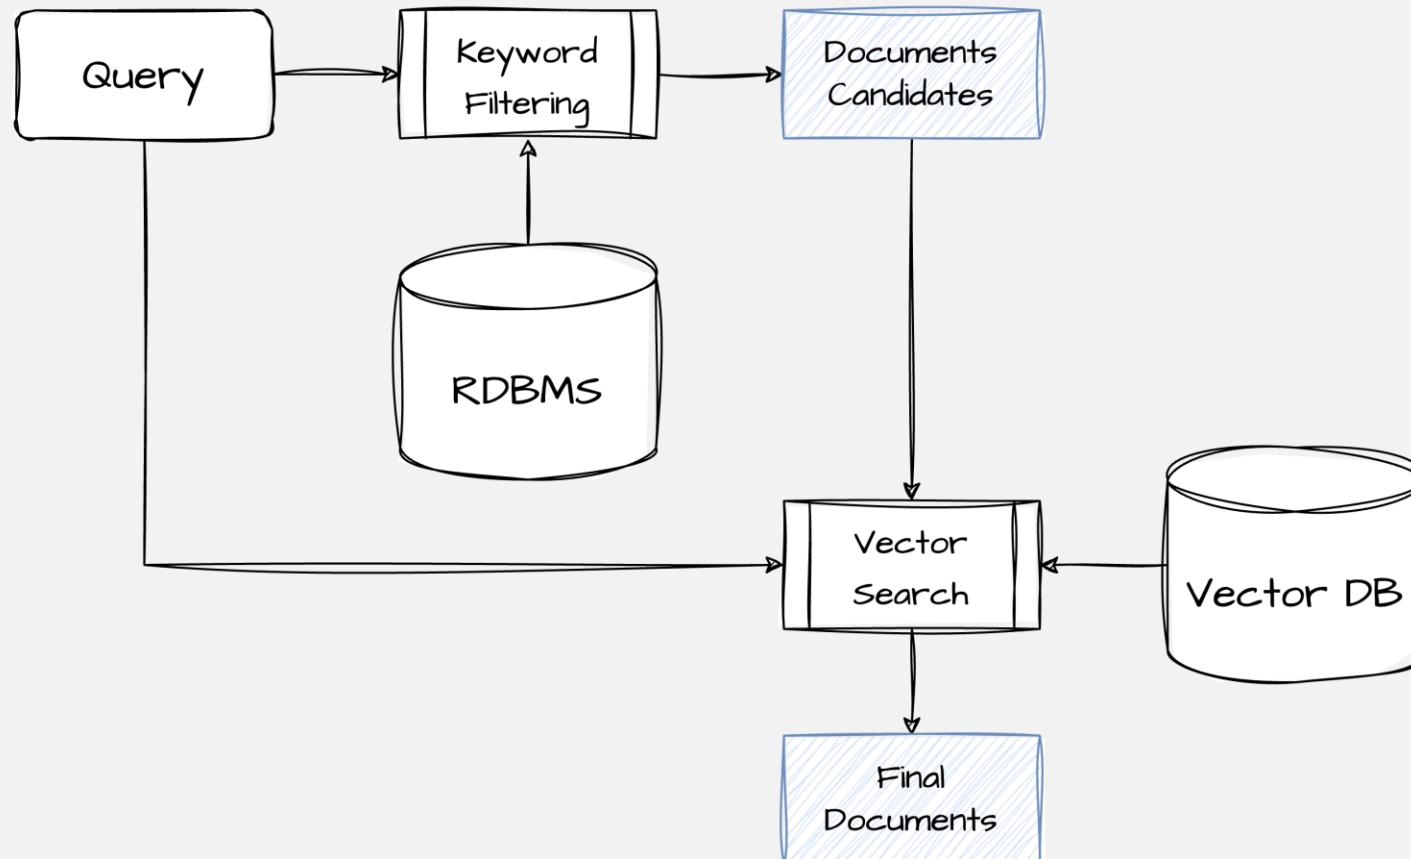 Query
Keyword
Filtering
Documents
Candidates
RDBMS
Vector
Search
Vector DB
Final
Documents